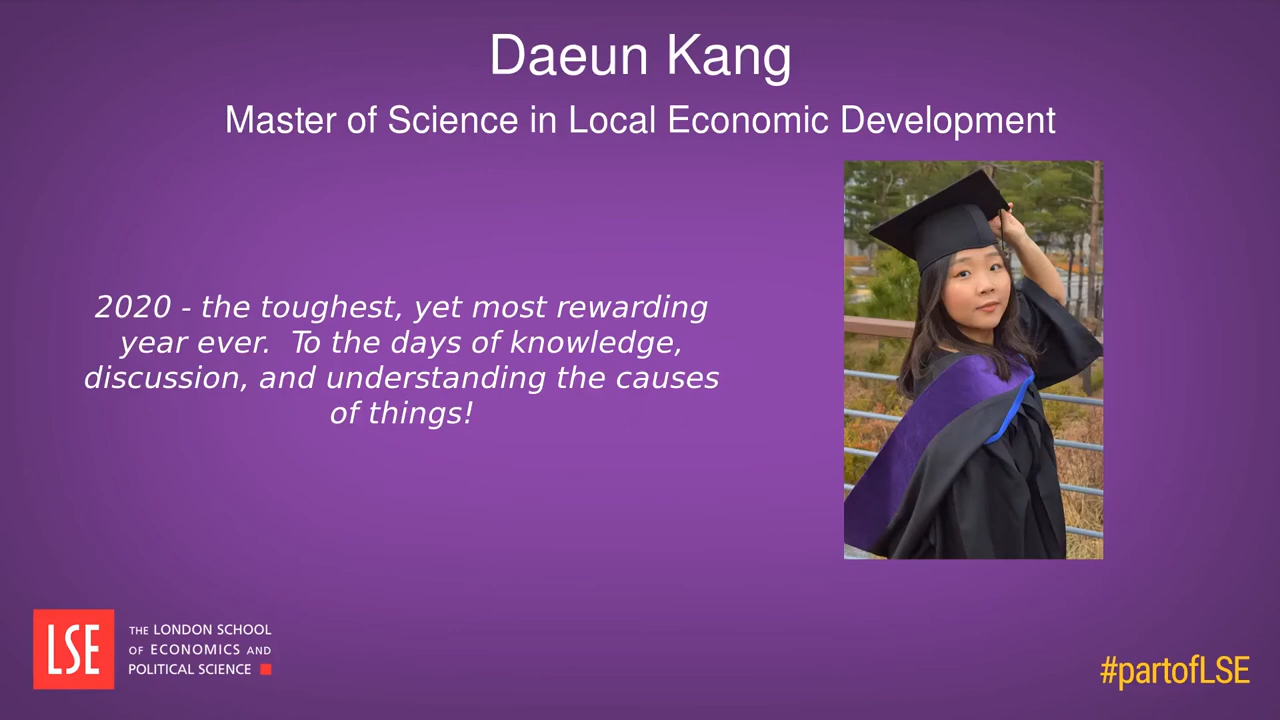 Daeun Kang
Master of Science in Local Economic Development
2020 - the toughest, yet most rewarding
year ever.  To the days of knowledge,
discussion, and understanding the causes
of things!
LSE
THE LONDON SCHOOL
OF ECONOMICS AND
POLITICAL SCIENCE
#partofLSE